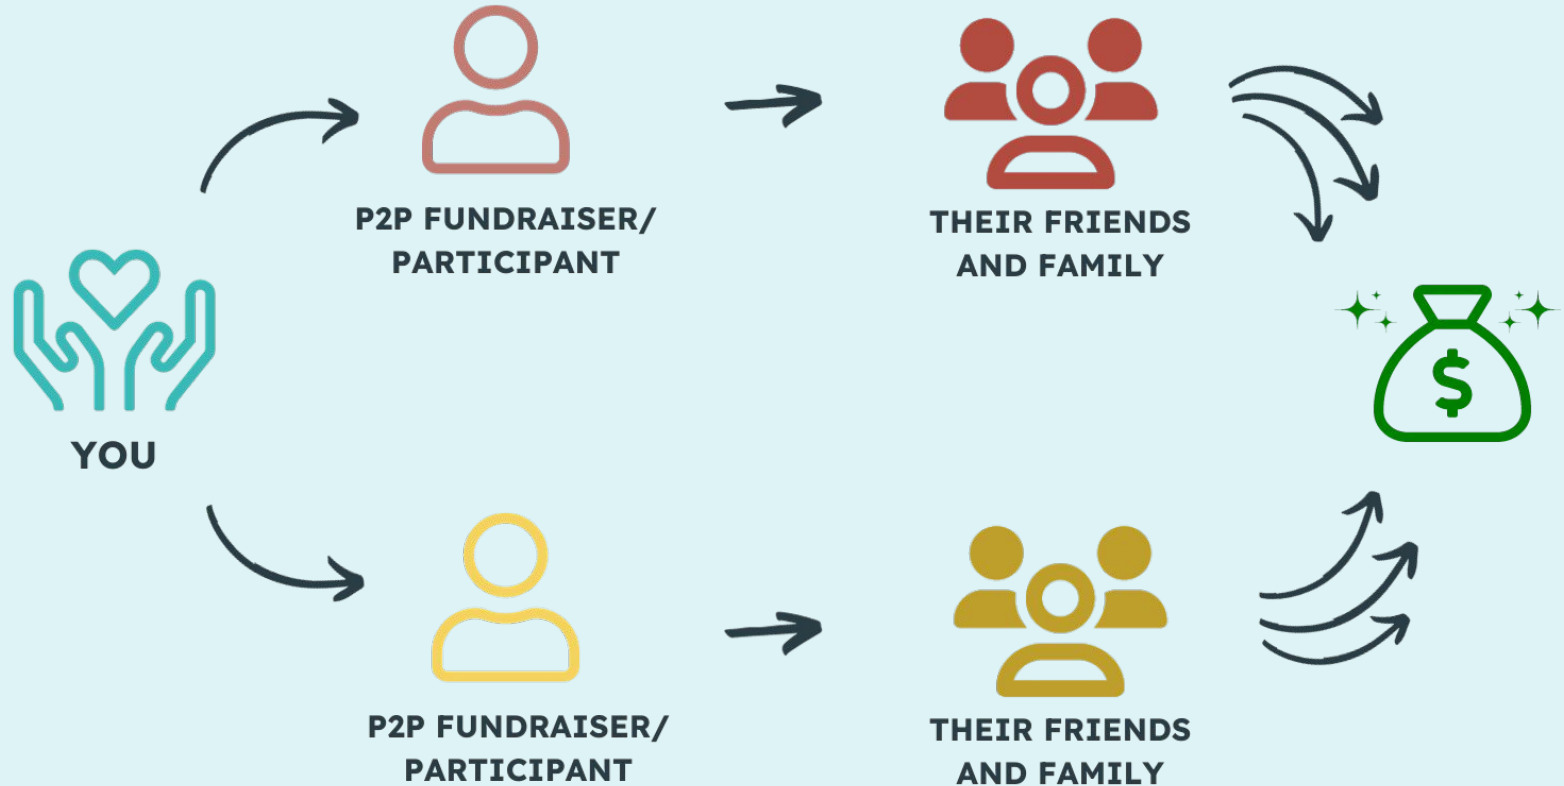 P2P FUNDRAISER/
PARTICIPANT
THEIR FRIENDS
AND FAMILY
YOU
$
P2P FUNDRAISER/
PARTICIPANT
THEIR FRIENDS
AND FAMILY